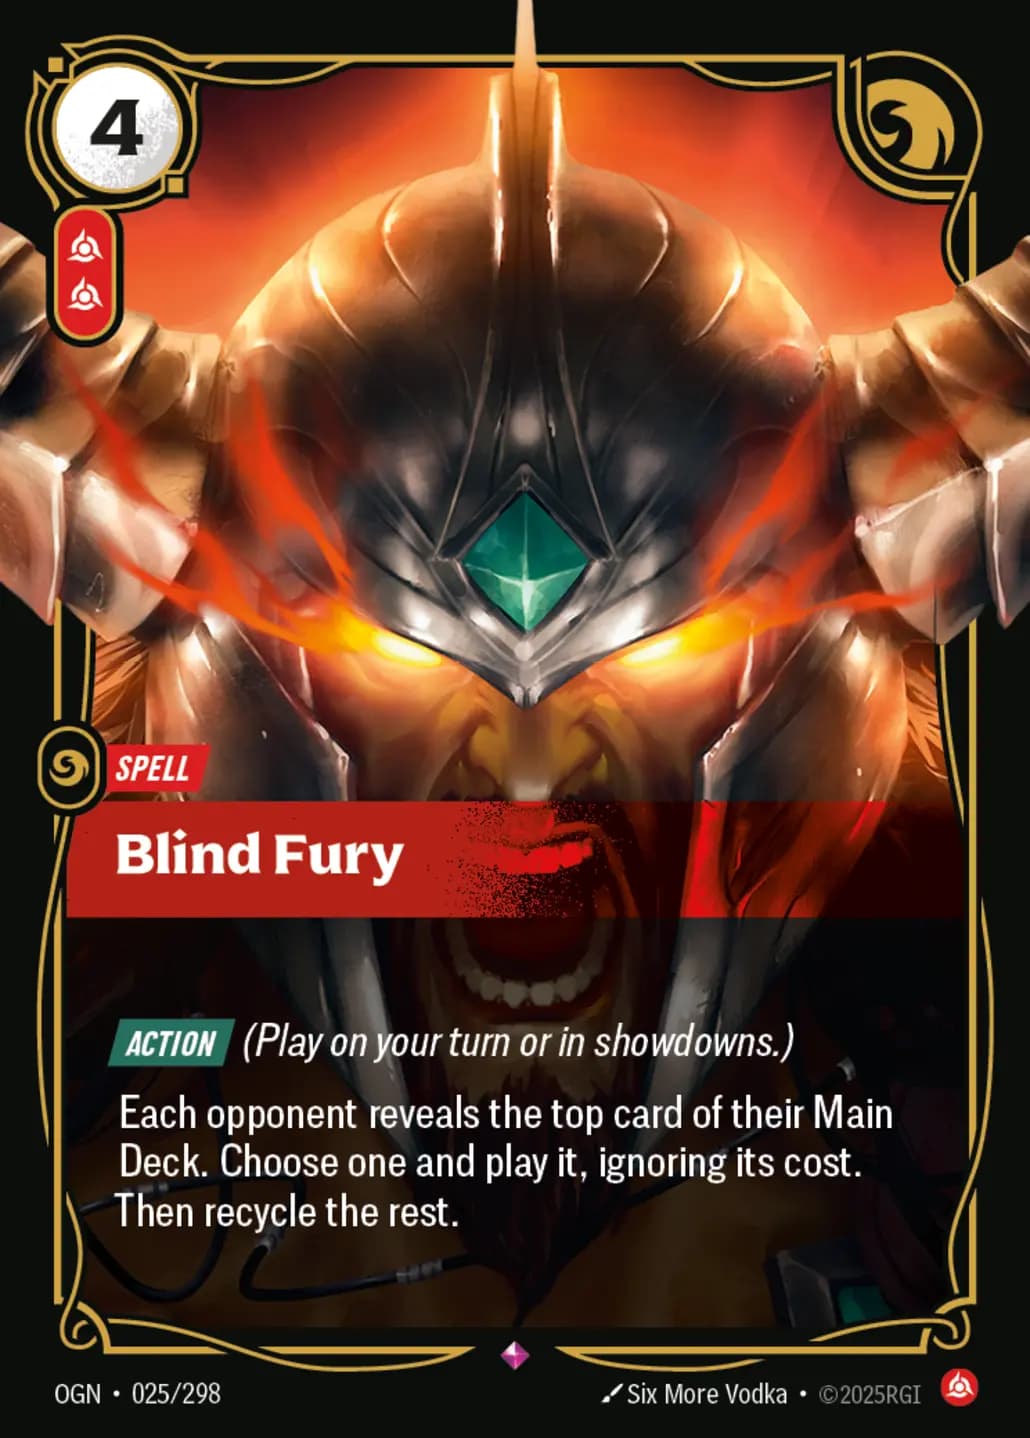 4
SPELL
Blind Fury
ACTION (Play on your turn or in showdowns.)
Each opponent reveals the top card of their Main
Deck. Choose one and play it, ignoring its cost.
Then recycle the rest.
OGN • 025/298
Six More Vodka • ©2025RGI